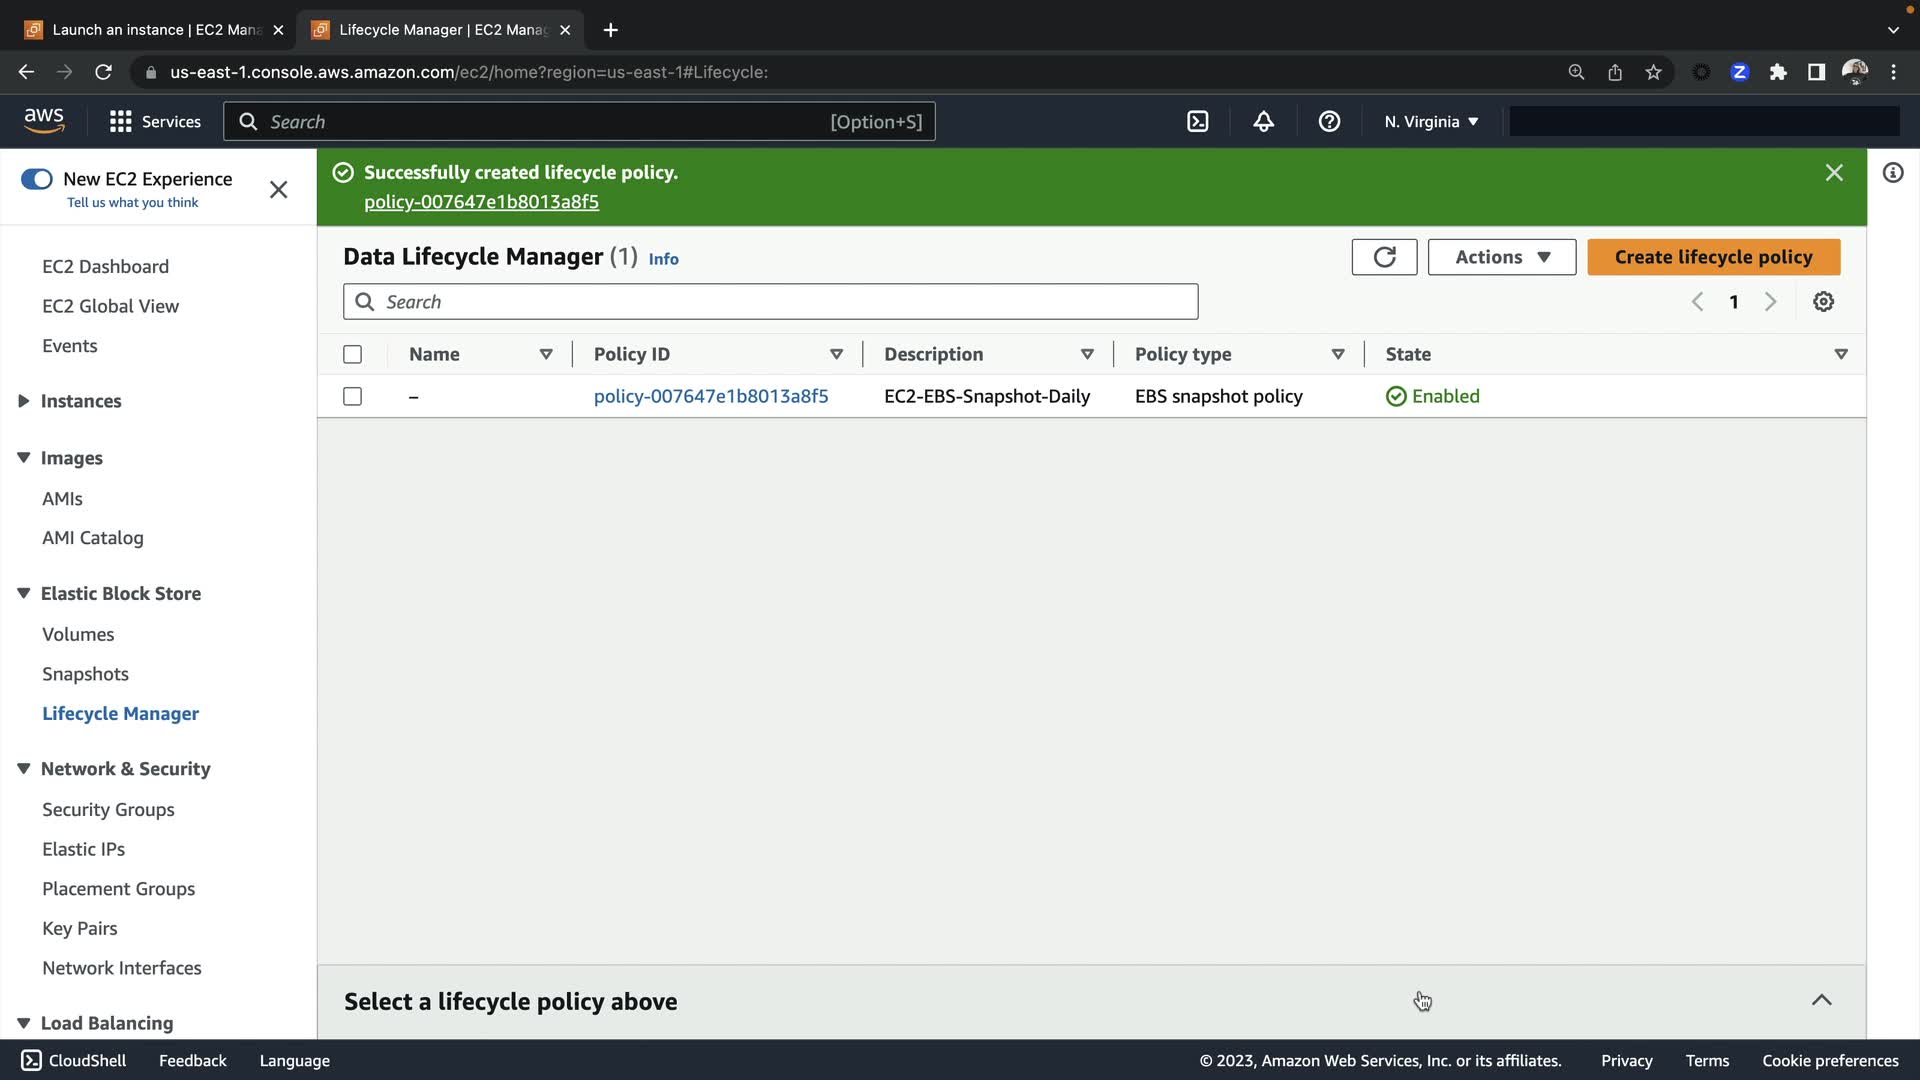 Launch an instance | EC2 Mana
Lifecycle Manager | EC2 Manag
us-east-1.console.aws.amazon.com/ec2/home?region=us-east-1#Lifecycle:
Z
aws
Services
Search
[Option+S]
N. Virginia
New EC2 Experience
Tell us what you think
Successfully created lifecycle policy.
policy-007647e1b8013a8f5
EC2 Dashboard
EC2 Global View
Events
Instances
Images
AMIs
AMI Catalog
Elastic Block Store
Volumes
Snapshots
Lifecycle Manager
Network & Security
Security Groups
Elastic IPs
Placement Groups
Key Pairs
Network Interfaces
Load Balancing
Data Lifecycle Manager (1) Info
Actions
Create lifecycle policy
Search
1
Name Policy ID Description Policy type State
– policy-007647e1b8013a8f5 EC2-EBS-Snapshot-Daily EBS snapshot policy Enabled
Select a lifecycle policy above
CloudShell Feedback Language
© 2023, Amazon Web Services, Inc. or its affiliates. Privacy Terms Cookie preferences